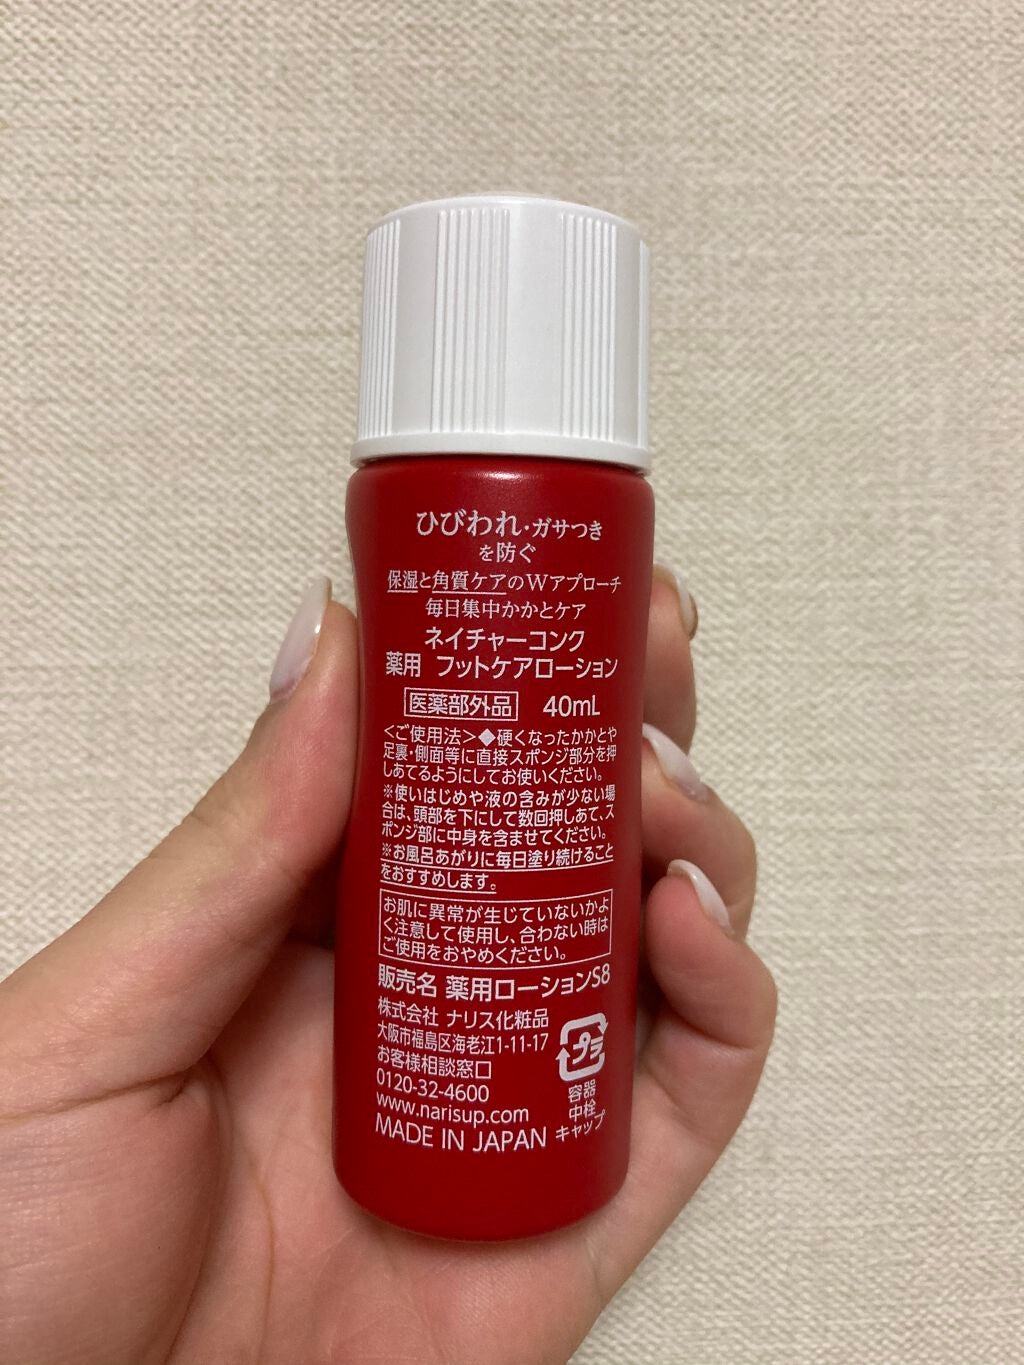 ひびわれ・ガサつき
を防ぐ
保湿と角質ケアのWアプローチ
毎日集中かかとケア
ネイチャーコンク
薬用 フットケアローション
医薬部外品 40mL
<ご使用法>◆硬くなったかかとや
足裏・側面等に直接スポンジ部分を押
しあてるようにしてお使いください。
※使いはじめや液の含みが少ない場
合は、頭部を下にして数回押しあて、ス
ポンジ部に中身を含ませてください。
※お風呂あがりに毎日塗り続けること
をおすすめします。
お肌に異常が生じていないかよ
く注意して使用し、合わない時は
ご使用をおやめください。
販売名 薬用ローションS8
株式会社 ナリス化粧品
大阪市福島区海老江1-11-17
お客様相談窓口
0120-32-4600
www.narisup.com
MADE IN JAPAN
プラ
容器
中栓
キャップ